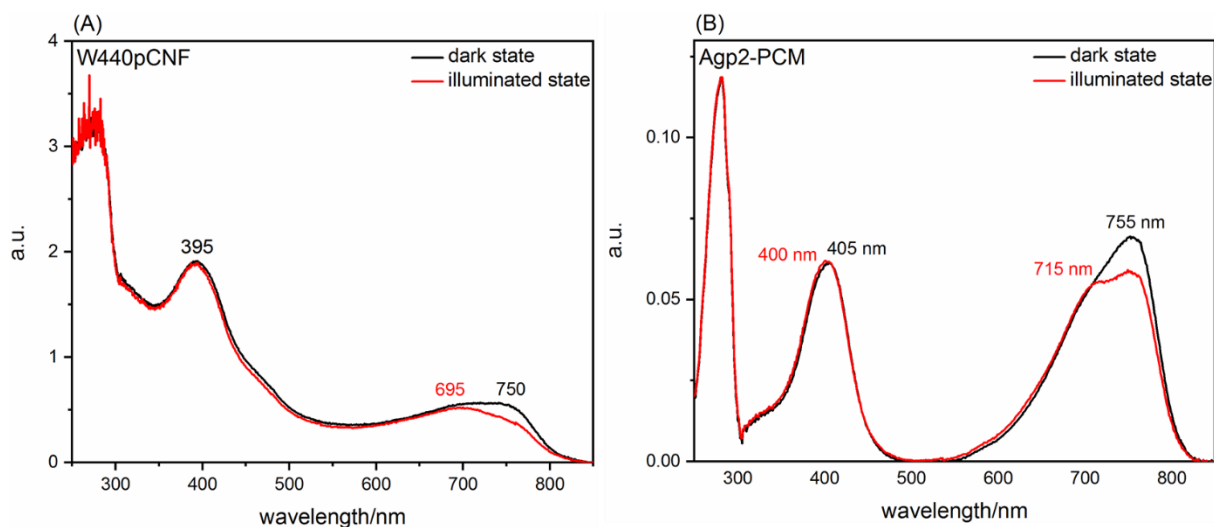 (A)
W440pCNF
dark state
illuminated state
4
3
2
1
0
a.u.
395
695
750
300 400 500 600 700 800
wavelength/nm
(B)
Agp2-PCM
dark state
illuminated state
0.10
0.05
0.00
a.u.
400 nm
405 nm
755 nm
715 nm
300 400 500 600 700 800
wavelength/nm